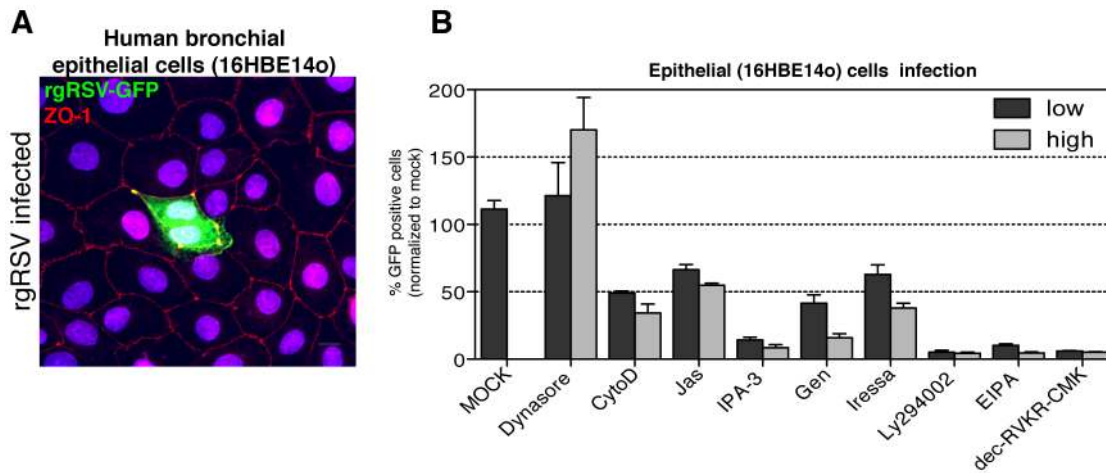 A
Human bronchial
epithelial cells (16HBE14o)
rgRSV-GFP
ZO-1
rgRSV infected
B
Epithelial (16HBE14o) cells infection
% GFP positive cells
(normalized to mock)
200
150
100
50
0
low
high
MOCK
Dynasore
CytoD
Jas
IPA-3
Gen
Iressa
Ly294002
EIPA
dec-RVKR-CMK